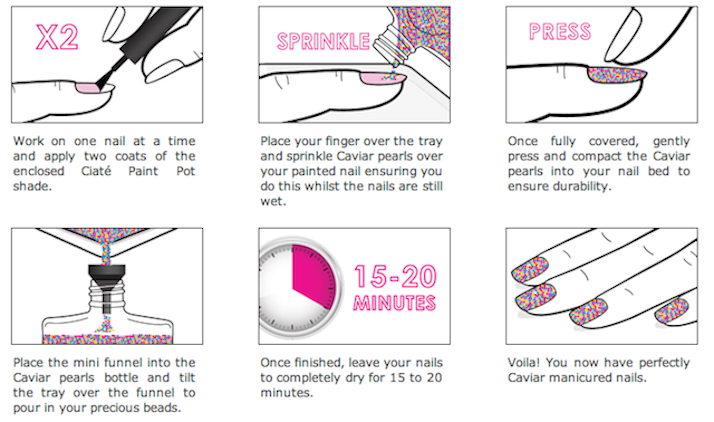 X2
Work on one nail at a time
and apply two coats of the
enclosed Ciaté Paint Pot
shade.
SPRINKLE
Place your finger over the tray
and sprinkle Caviar pearls over
your painted nail ensuring you
do this whilst the nails are still
wet.
PRESS
Once fully covered, gently
press and compact the Caviar
pearls into your nail bed to
ensure durability.
Place the mini funnel into the
Caviar pearls bottle and tilt
the tray over the funnel to
pour in your precious beads.
15-20
MINUTES
Once finished, leave your nails
to completely dry for 15 to 20
minutes.
Voila! You now have perfectly
Caviar manicured nails.